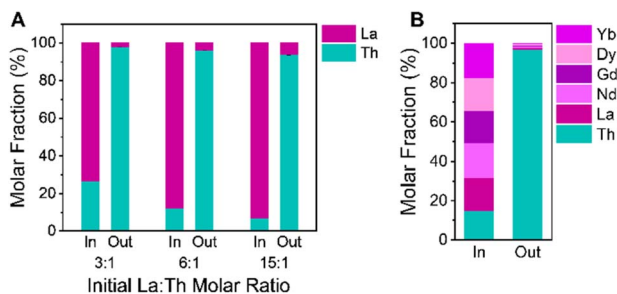 A
Molar Fraction (%)
100
80
60
40
20
0
La
Th
In Out In Out In Out
3:1 6:1 15:1
Initial La:Th Molar Ratio
B
Molar Fraction (%)
100
80
60
40
20
0
Yb
Dy
Gd
Nd
La
Th
In Out